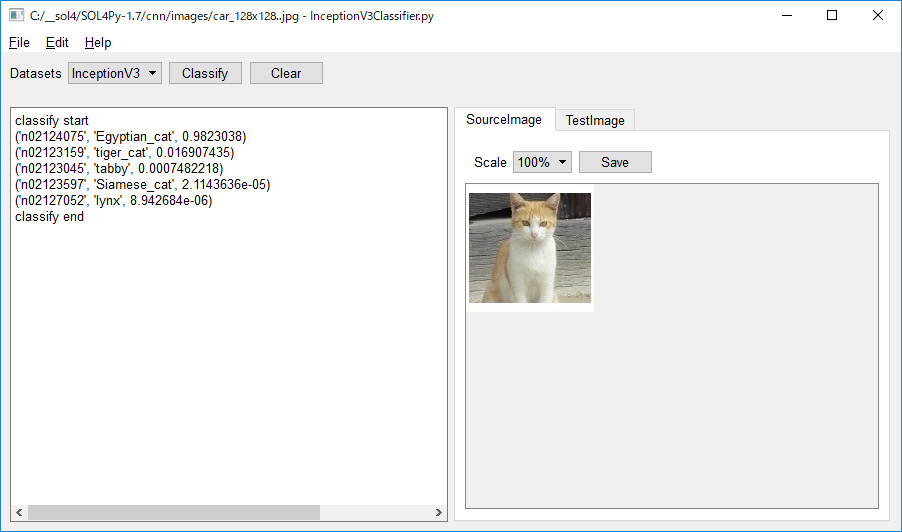 C:/__sol4/SOL4Py-1.7/cnn/images/car_128x128..jpg - InceptionV3Classifier.py
File Edit Help
Datasets InceptionV3 Classify Clear
classify start
('n02124075', 'Egyptian_cat', 0.9823038)
('n02123159', 'tiger_cat', 0.016907435)
('n02123045', 'tabby', 0.0007482218)
('n02123597', 'Siamese_cat', 2.1143636e-05)
('n02127052', 'lynx', 8.942684e-06)
classify end
SourceImage TestImage
Scale 100% Save